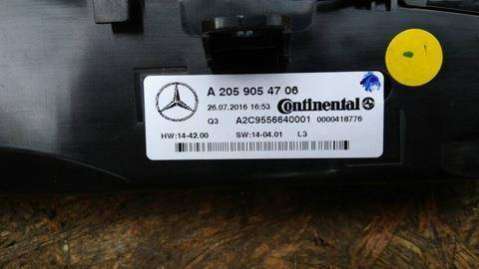 A 205 905 47 06
26.07.2016 16:53 Continental
Q3 A2C9556640001 0000418776
HW:14-42.00 SW:14-04.01 L3